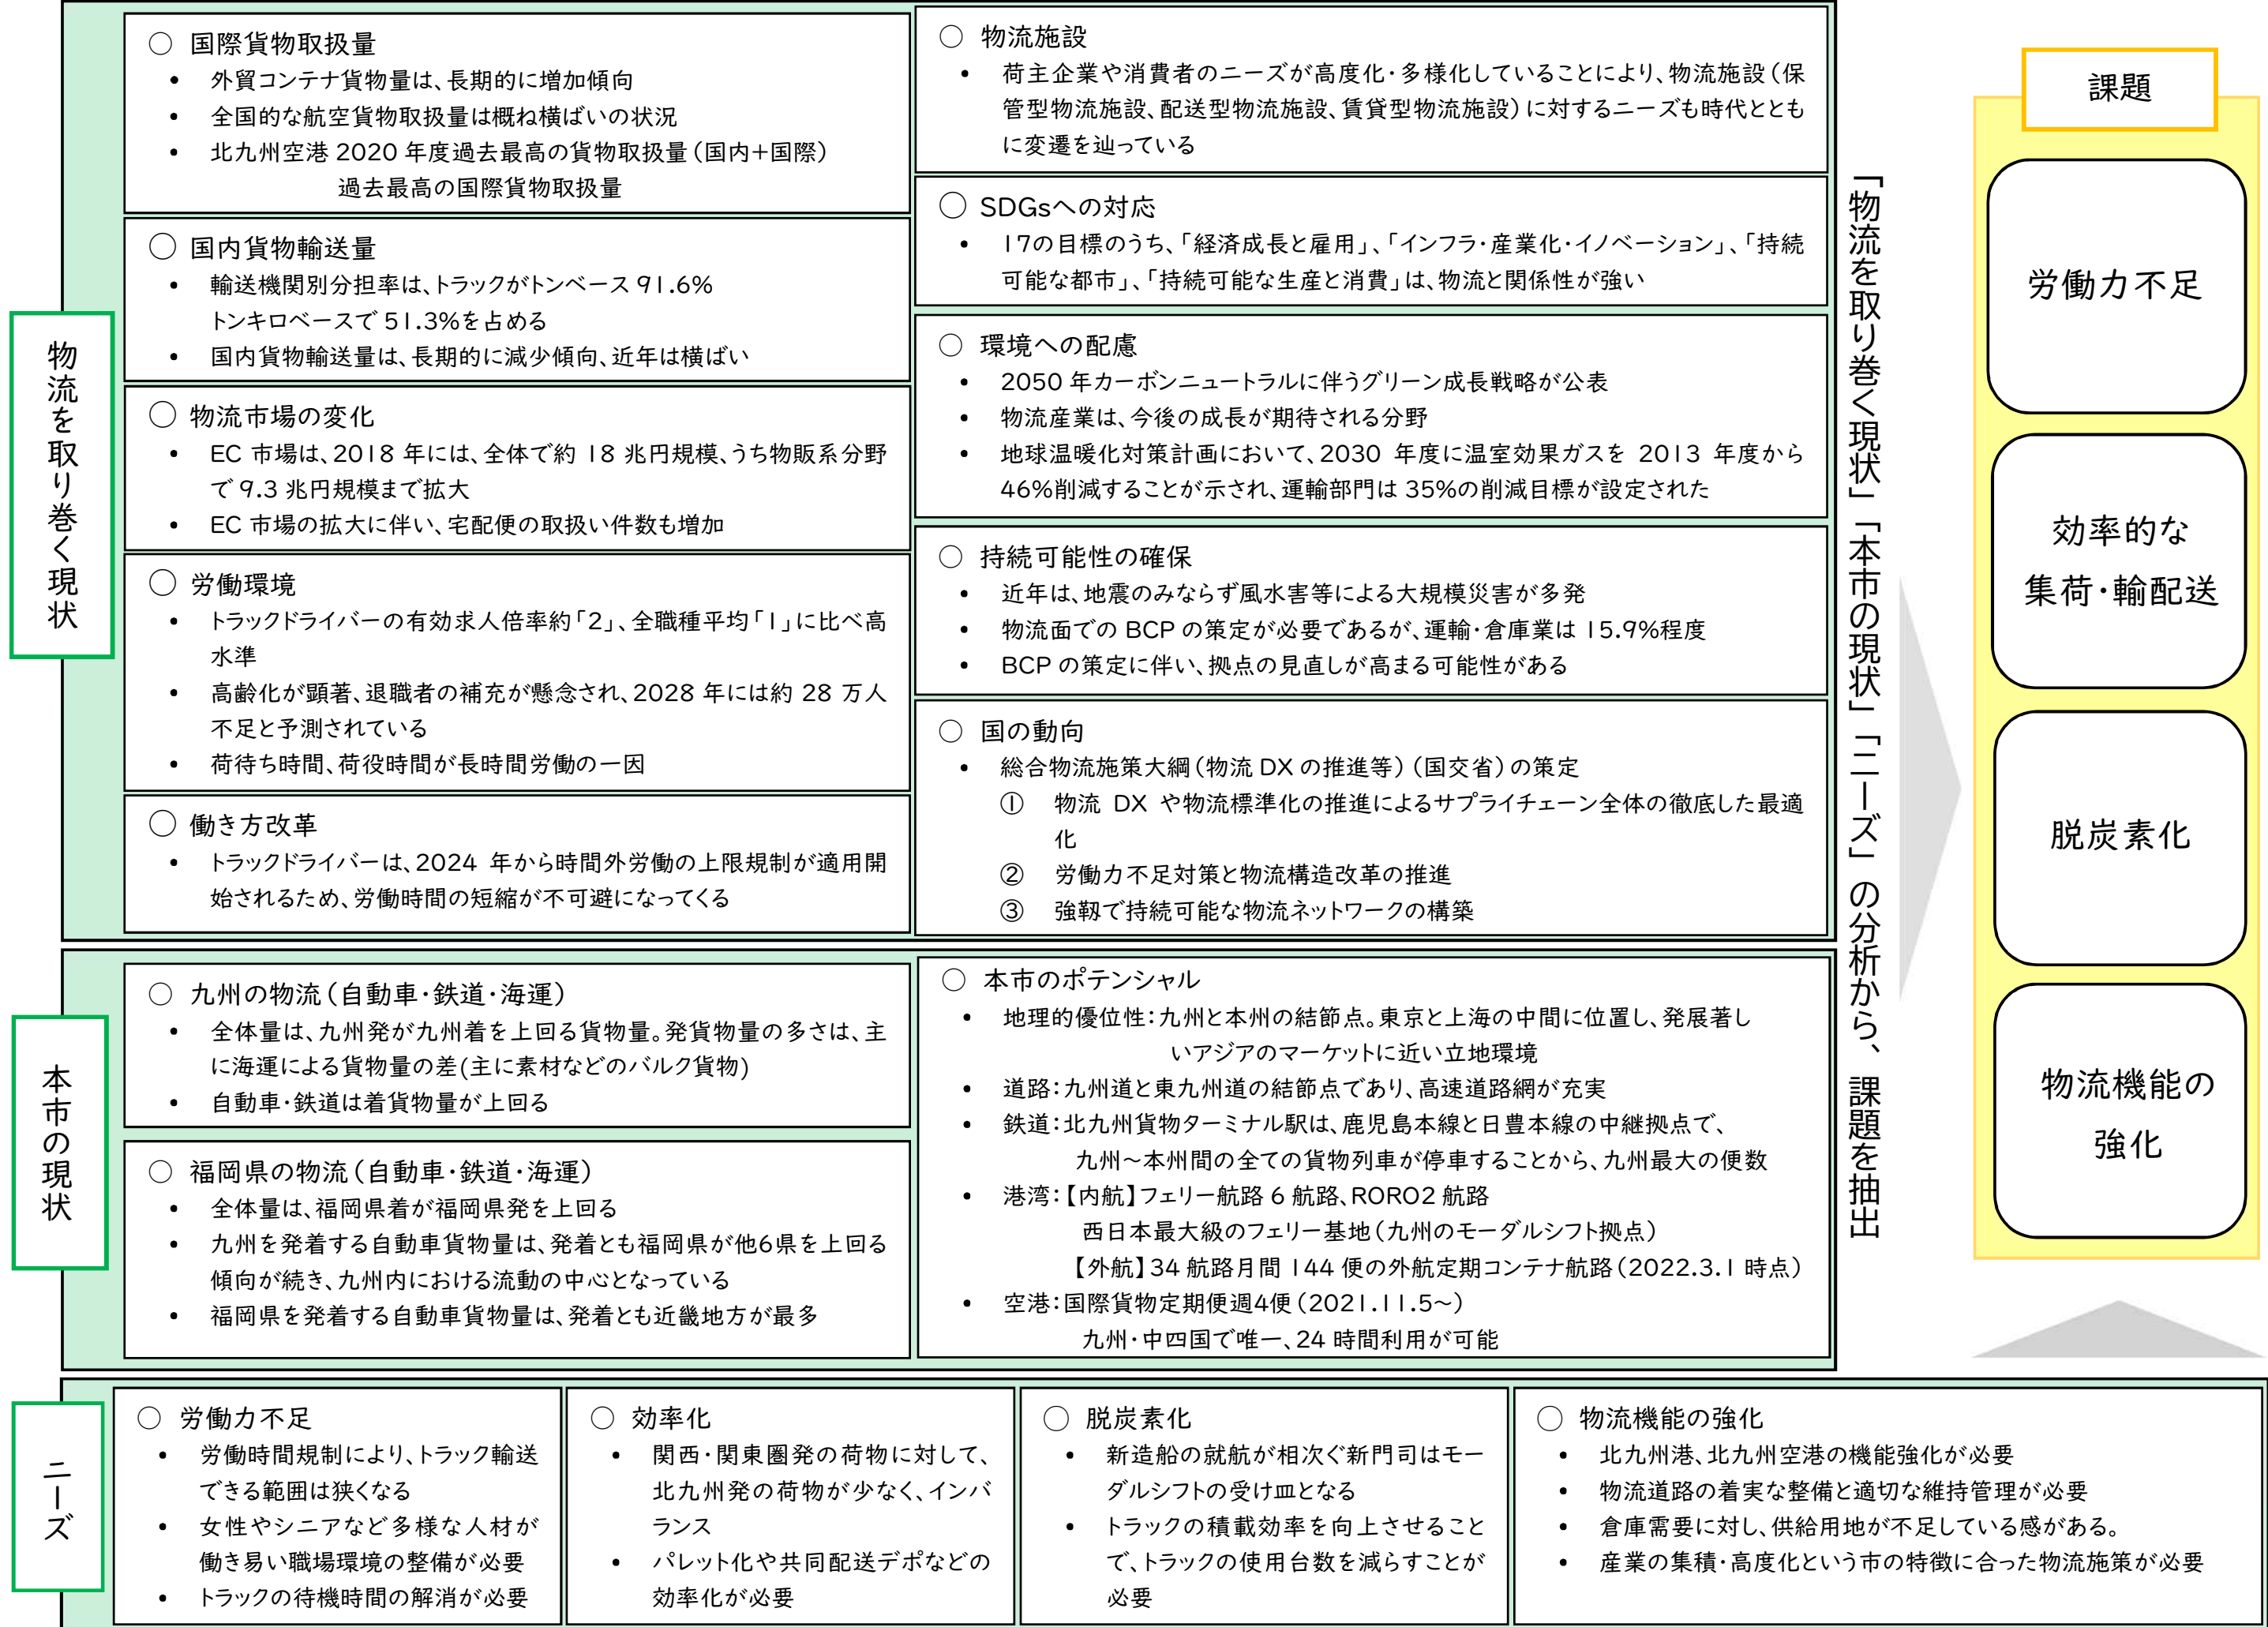 物流を取り巻く現状
○ 国際貨物取扱量
• 外貿コンテナ貨物量は、長期的に増加傾向
• 全国的な航空貨物取扱量は概ね横ばいの状況
• 北九州空港 2020 年度過去最高の貨物取扱量（国内+国際）
過去最高の国際貨物取扱量
○ 国内貨物輸送量
• 輸送機関別分担率は、トラックがトンベース 91.6%
トンキロベースで 51.3%を占める
• 国内貨物輸送量は、長期的に減少傾向、近年は横ばい
○ 物流市場の変化
• EC 市場は、2018 年には、全体で約 18 兆円規模、うち物販系分野
で 9.3 兆円規模まで拡大
• EC 市場の拡大に伴い、宅配便の取扱い件数も増加
○ 労働環境
• トラックドライバーの有効求人倍率約「2」、全職種平均「1」に比べ高
水準
• 高齢化が顕著、退職者の補充が懸念され、2028 年には約 28 万人
不足と予測されている
• 荷待ち時間、荷役時間が長時間労働の一因
○ 働き方改革
• トラックドライバーは、2024 年から時間外労働の上限規制が適用開
始されるため、労働時間の短縮が不可避になってくる
○ 物流施設
• 荷主企業や消費者のニーズが高度化・多様化していることにより、物流施設（保
管型物流施設、配送型物流施設、賃貸型物流施設）に対するニーズも時代ととも
に変遷を辿っている
○ SDGsへの対応
• 17の目標のうち、「経済成長と雇用」、「インフラ・産業化・イノベーション」、「持続
可能な都市」、「持続可能な生産と消費」は、物流と関係性が強い
○ 環境への配慮
• 2050 年カーボンニュートラルに伴うグリーン成長戦略が公表
• 物流産業は、今後の成長が期待される分野
• 地球温暖化対策計画において、2030 年度に温室効果ガスを 2013 年度から
46%削減することが示され、運輸部門は 35%の削減目標が設定された
○ 持続可能性の確保
• 近年は、地震のみならず風水害等による大規模災害が多発
• 物流面での BCP の策定が必要であるが、運輸・倉庫業は 15.9%程度
• BCP の策定に伴い、拠点の見直しが高まる可能性がある
○ 国の動向
• 総合物流施策大綱（物流 DX の推進等）（国交省）の策定
① 物流 DX や物流標準化の推進によるサプライチェーン全体の徹底した最適
化
② 労働力不足対策と物流構造改革の推進
③ 強靱で持続可能な物流ネットワークの構築
本市の現状
○ 九州の物流（自動車・鉄道・海運）
• 全体量は、九州発が九州着を上回る貨物量。発貨物量の多さは、主
に海運による貨物量の差(主に素材などのバルク貨物)
• 自動車・鉄道は着貨物量が上回る
○ 福岡県の物流（自動車・鉄道・海運）
• 全体量は、福岡県着が福岡県発を上回る
• 九州を発着する自動車貨物量は、発着とも福岡県が他6県を上回る
傾向が続き、九州内における流動の中心となっている
• 福岡県を発着する自動車貨物量は、発着とも近畿地方が最多
○ 本市のポテンシャル
• 地理的優位性：九州と本州の結節点。東京と上海の中間に位置し、発展著し
いアジアのマーケットに近い立地環境
• 道路：九州道と東九州道の結節点であり、高速道路網が充実
• 鉄道：北九州貨物ターミナル駅は、鹿児島本線と日豊本線の中継拠点で、
九州～本州間の全ての貨物列車が停車することから、九州最大の便数
• 港湾：【内航】フェリー航路 6 航路、RORO2 航路
西日本最大級のフェリー基地（九州のモーダルシフト拠点）
【外航】34 航路月間 144 便の外航定期コンテナ航路（2022.3.1 時点）
• 空港：国際貨物定期便週4便（2021.11.5～）
九州・中四国で唯一、24 時間利用が可能
ニーズ
○ 労働力不足
• 労働時間規制により、トラック輸送
できる範囲は狭くなる
• 女性やシニアなど多様な人材が
働き易い職場環境の整備が必要
• トラックの待機時間の解消が必要
○ 効率化
• 関西・関東圏発の荷物に対して、
北九州発の荷物が少なく、インバ
ランス
• パレット化や共同配送デポなどの
効率化が必要
○ 脱炭素化
• 新造船の就航が相次ぐ新門司はモー
ダルシフトの受け皿となる
• トラックの積載効率を向上させること
で、トラックの使用台数を減らすことが
必要
○ 物流機能の強化
• 北九州港、北九州空港の機能強化が必要
• 物流道路の着実な整備と適切な維持管理が必要
• 倉庫需要に対し、供給用地が不足している感がある。
• 産業の集積・高度化という市の特徴に合った物流施策が必要
「物流を取り巻く現状」「本市の現状」「ニーズ」の分析から、課題を抽出
課題
労働力不足
効率的な
集荷・輸配送
脱炭素化
物流機能の
強化